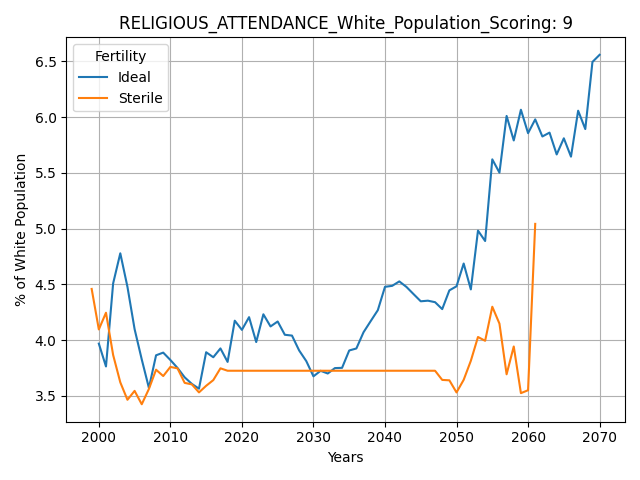 RELIGIOUS_ATTENDANCE_White_Population_Scoring: 9
Fertility
Ideal
Sterile
% of White Population
6.5
6.0
5.5
5.0
4.5
4.0
3.5
2000 2010 2020 2030 2040 2050 2060 2070
Years